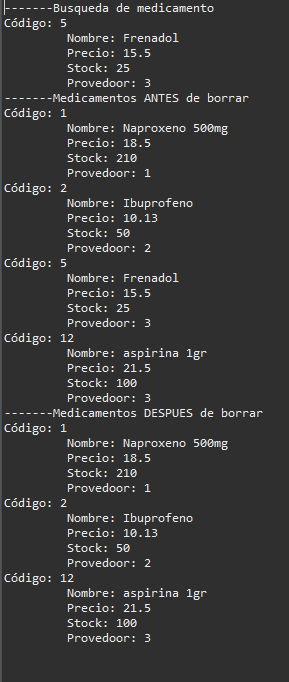 -------Busqueda de medicamento
Código: 5
Nombre: Frenadol
Precio: 15.5
Stock: 25
Provedoor: 3
-------Medicamentos ANTES de borrar
Código: 1
Nombre: Naproxeno 500mg
Precio: 18.5
Stock: 210
Provedoor: 1
Código: 2
Nombre: Ibuprofeno
Precio: 10.13
Stock: 50
Provedoor: 2
Código: 5
Nombre: Frenadol
Precio: 15.5
Stock: 25
Provedoor: 3
Código: 12
Nombre: aspirina 1gr
Precio: 21.5
Stock: 100
Provedoor: 3
-------Medicamentos DESPUES de borrar
Código: 1
Nombre: Naproxeno 500mg
Precio: 18.5
Stock: 210
Provedoor: 1
Código: 2
Nombre: Ibuprofeno
Precio: 10.13
Stock: 50
Provedoor: 2
Código: 12
Nombre: aspirina 1gr
Precio: 21.5
Stock: 100
Provedoor: 3